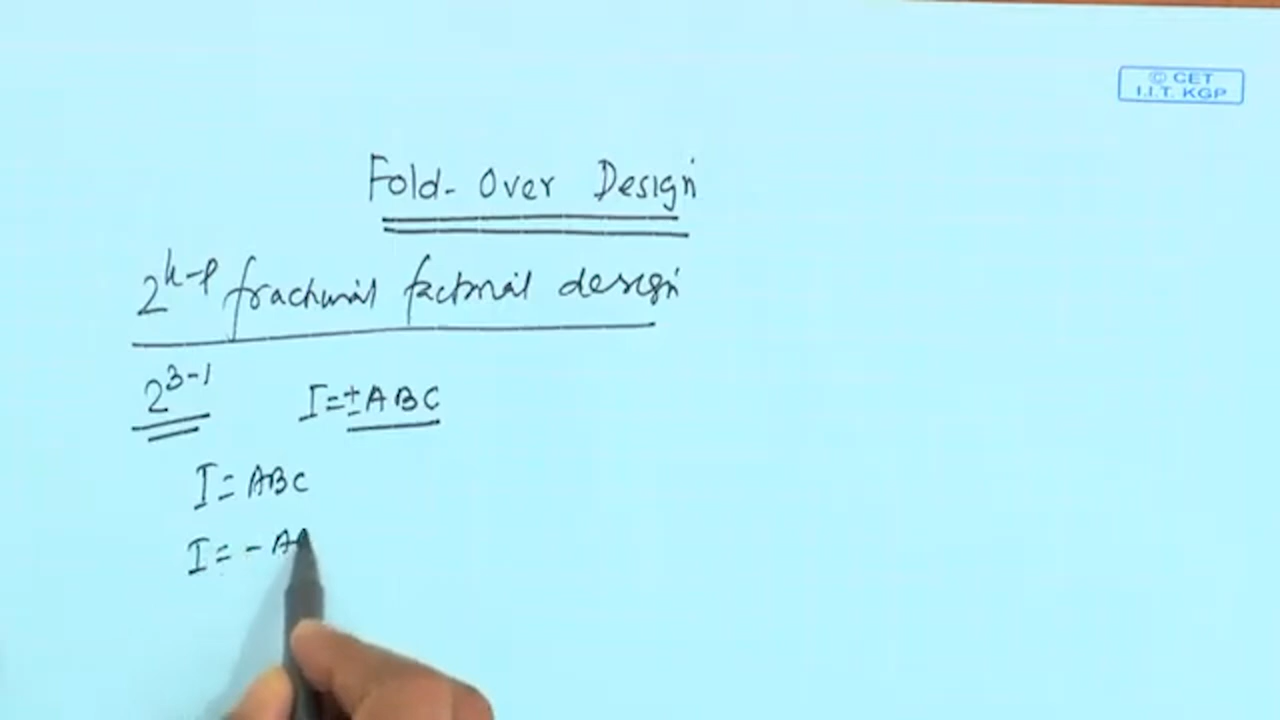 © CET
I.I.T. KGP
Fold-Over Design
2^{k-p} fractional factorial design
2^{3-1} I=±ABC
I=ABC
I=-A